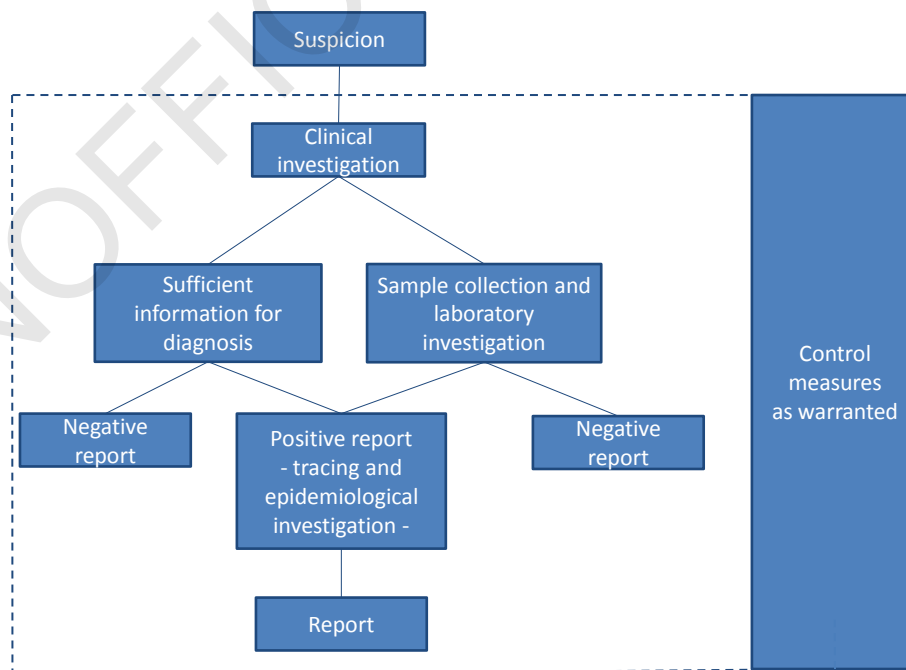 Suspicion
Clinical
investigation
Sufficient
information for
diagnosis
Sample collection and
laboratory
investigation
Control
measures
as warranted
Negative
report
Positive report
- tracing and
epidemiological
investigation -
Negative
report
Report
NOFFIC